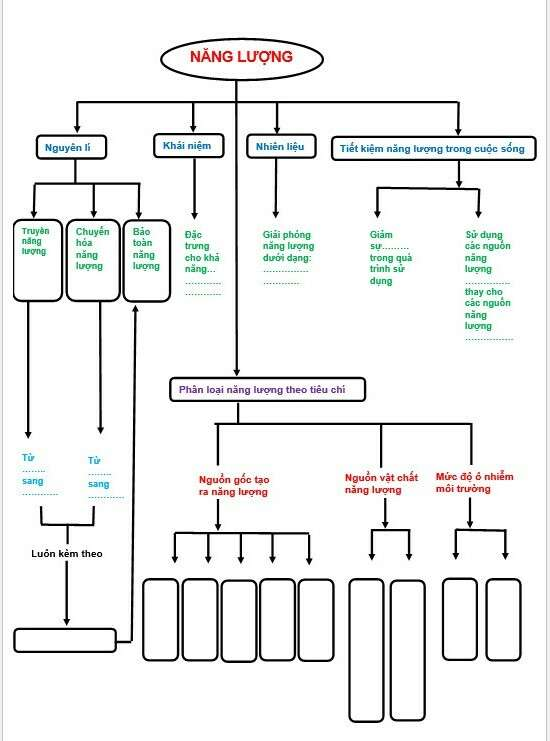 NĂNG LƯỢNG
Nguyên lí
Khái niệm
Nhiên liệu
Tiết kiệm năng lượng trong cuộc sống
Truyền
năng
lượng
Chuyển
hóa
năng
lượng
Bảo
toàn
năng
lượng
Đặc
trưng
cho khả
năng...
............
............
Giải phóng
năng lượng
dưới dạng:
...............
............
Giảm
sự.........
trong quá
trình sử
dụng
Sử dụng
các nguồn
năng
lượng
...............
thay cho
các nguồn
năng
lượng
................
Phân loại năng lượng theo tiêu chí
Từ
........
sang
............
Từ
........
sang
............
Nguồn gốc tạo
ra năng lượng
Nguồn vật chất
năng lượng
Mức độ ô nhiễm
môi trường
Luôn kèm theo